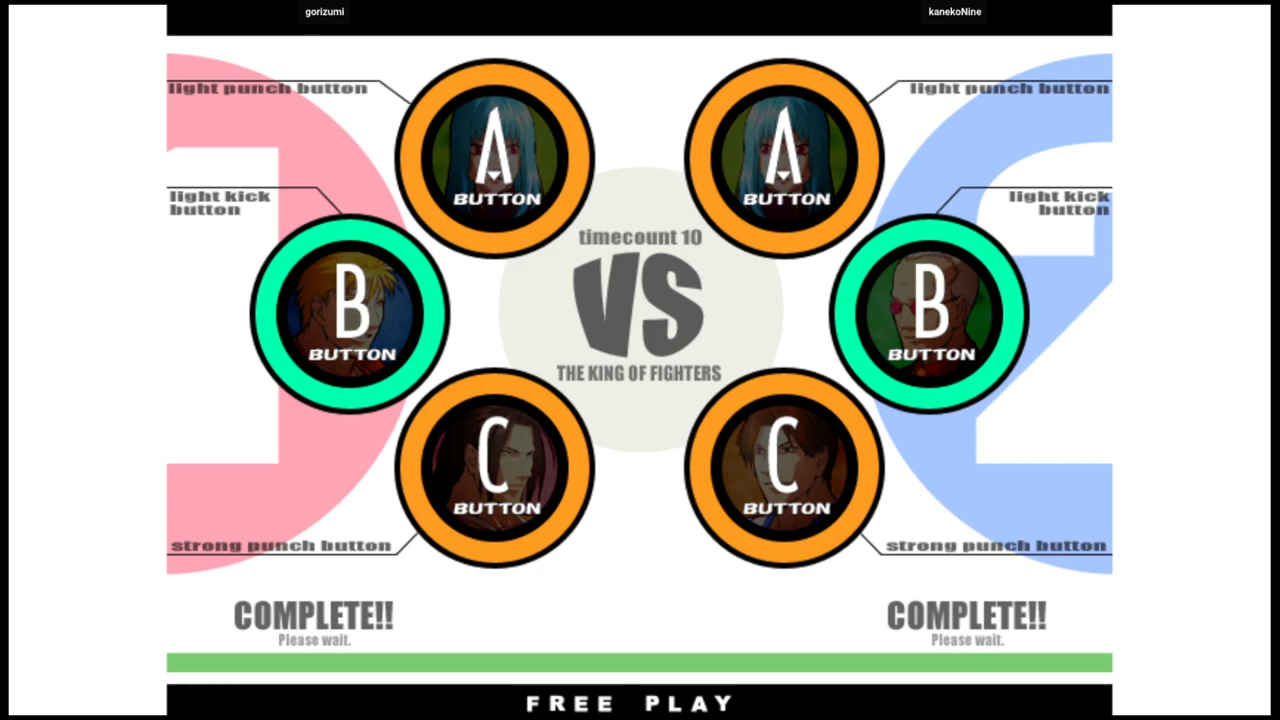 gorizumi
kanekoNine
light punch button
light punch button
A
BUTTON
A
BUTTON
light kick
button
light kick
button
B
BUTTON
timecount 10
VS
THE KING OF FIGHTERS
B
BUTTON
C
BUTTON
C
BUTTON
strong punch button
strong punch button
COMPLETE!!
Please wait.
COMPLETE!!
Please wait.
FREE PLAY